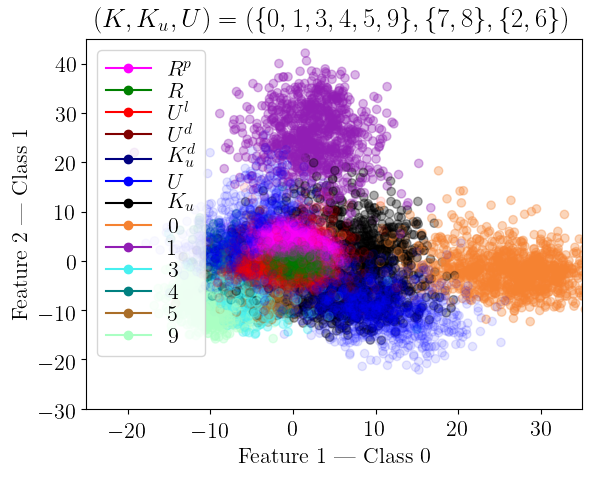 (K, K_u, U) = ({0, 1, 3, 4, 5, 9}, {7, 8}, {2, 6})
Feature 2 — Class 1
40
30
20
10
0
−10
−20
−30
R^p
R
U^l
U^d
K_u^d
U
K_u
0
1
3
4
5
9
−20 −10 0 10 20 30
Feature 1 — Class 0